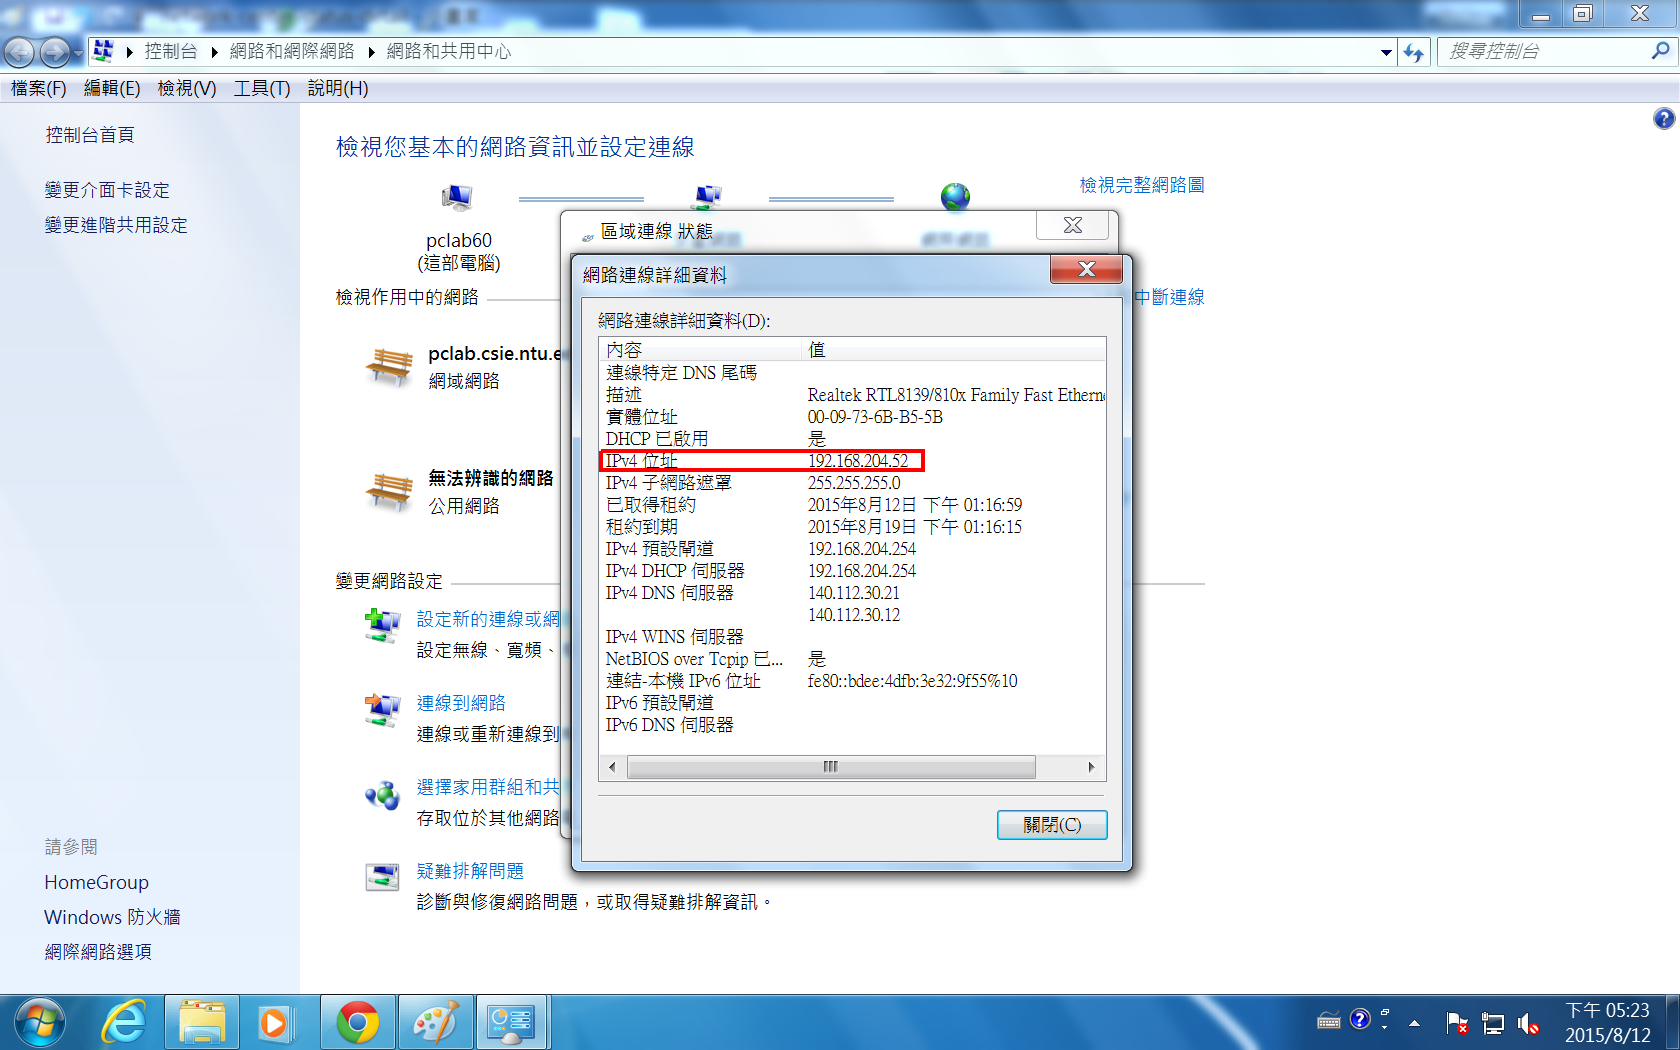 控制台 網路和網際網路 網路和共用中心
搜尋控制台
檔案(F) 編輯(E) 檢視(V) 工具(T) 說明(H)
控制台首頁
變更介面卡設定
變更進階共用設定
檢視您基本的網路資訊並設定連線
檢視完整網路圖
pclab60
(這部電腦)
檢視作用中的網路
中斷連線
pclab.csie.ntu.e
網域網路
無法辨識的網路
公用網路
變更網路設定
設定新的連線或網
設定無線、寬頻、
連線到網路
連線或重新連線到
選擇家用群組和共
存取位於其他網路
疑難排解問題
診斷與修復網路問題，或取得疑難排解資訊。
區域連線 狀態
網路連線詳細資料
網路連線詳細資料(D):
內容 值
連線特定 DNS 尾碼
描述 Realtek RTL8139/810x Family Fast Etherne
實體位址 00-09-73-6B-B5-5B
DHCP 已啟用 是
IPv4 位址 192.168.204.52
IPv4 子網路遮罩 255.255.255.0
已取得租約 2015年8月12日 下午 01:16:59
租約到期 2015年8月19日 下午 01:16:15
IPv4 預設閘道 192.168.204.254
IPv4 DHCP 伺服器 192.168.204.254
IPv4 DNS 伺服器 140.112.30.21
140.112.30.12
IPv4 WINS 伺服器
NetBIOS over Tcpip 已... 是
連結-本機 IPv6 位址 fe80::bdee:4dfb:3e32:9f55%10
IPv6 預設閘道
IPv6 DNS 伺服器
關閉(C)
請參閱
HomeGroup
Windows 防火牆
網際網路選項
下午 05:23
2015/8/12